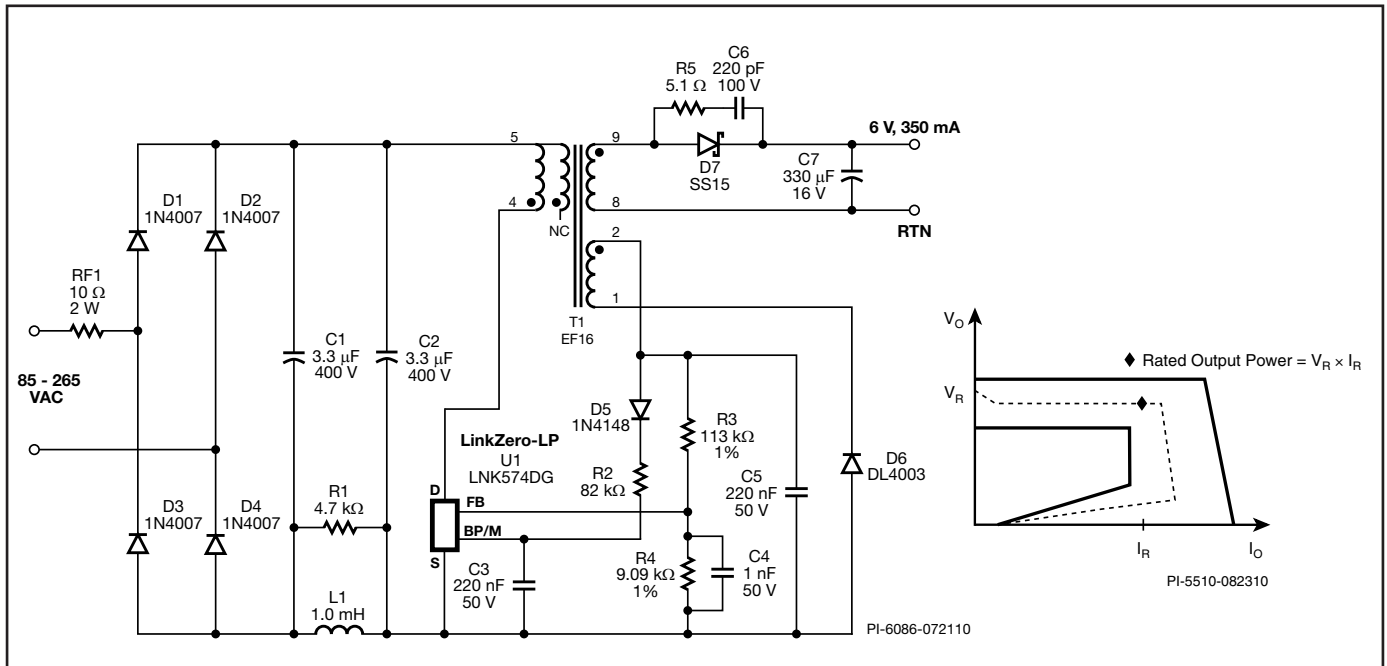 C6
220 pF
100 V
R5
5.1 Ω
5
9
6 V, 350 mA
D7
SS15
C7
330 μF
16 V
D1
1N4007
D2
1N4007
4
NC
8
RTN
2
RF1
10 Ω
2 W
1
T1
EF16
C1
3.3 μF
400 V
C2
3.3 μF
400 V
85 - 265
VAC
D5
1N4148
R3
113 kΩ
1%
LinkZero-LP
U1
LNK574DG
D6
DL4003
R2
82 kΩ
C5
220 nF
50 V
R1
4.7 kΩ
D
FB
BP/M
S
D3
1N4007
D4
1N4007
C3
220 nF
50 V
R4
9.09 kΩ
1%
C4
1 nF
50 V
L1
1.0 mH
PI-6086-072110
VO
Rated Output Power = VR × IR
VR
IR
IO
PI-5510-082310